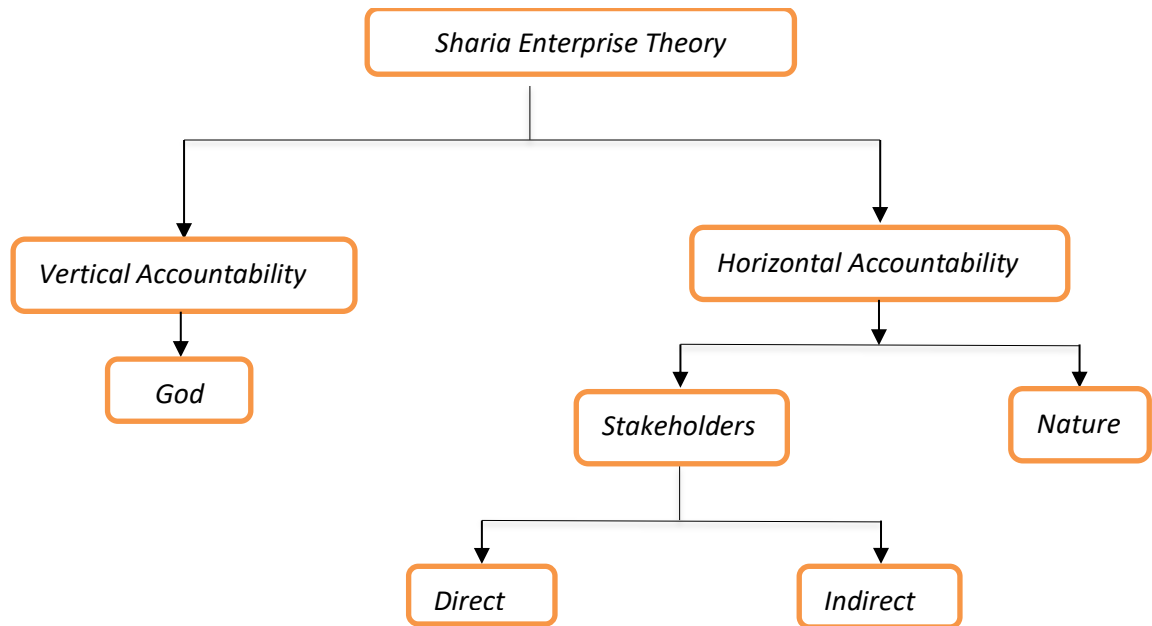 Sharia Enterprise Theory
Vertical Accountability
Horizontal Accountability
God
Stakeholders
Nature
Direct
Indirect